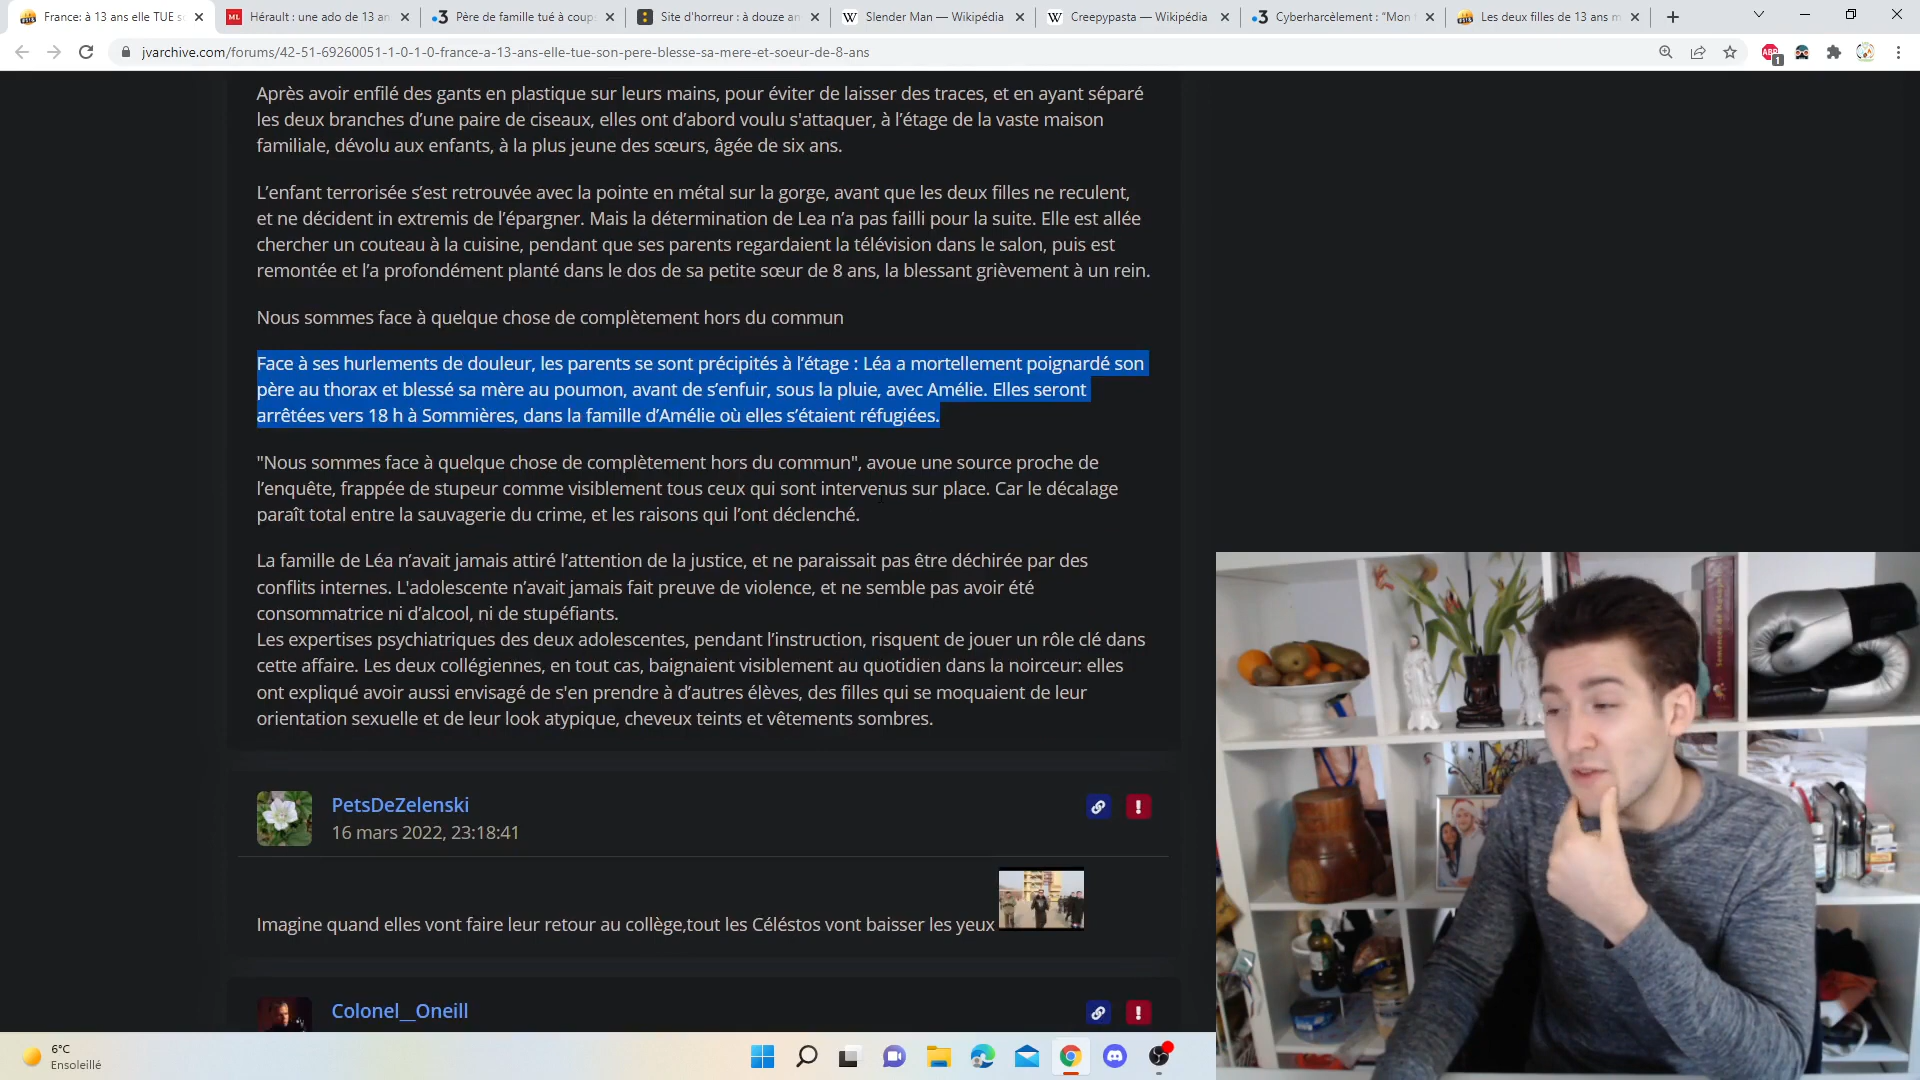 France: à 13 ans elle TUE s
Hérault : une ado de 13 an
Père de famille tué à coup
Site d'horreur : à douze an
Slender Man — Wikipédia
Creepypasta — Wikipédia
Cyberharcèlement : "Mon f
Les deux filles de 13 ans m
jvarchive.com/forums/42-51-69260051-1-0-1-0-france-a-13-ans-elle-tue-son-pere-blesse-sa-mere-et-soeur-de-8-ans
Après avoir enfilé des gants en plastique sur leurs mains, pour éviter de laisser des traces, et en ayant séparé
les deux branches d’une paire de ciseaux, elles ont d’abord voulu s'attaquer, à l’étage de la vaste maison
familiale, dévolu aux enfants, à la plus jeune des sœurs, âgée de six ans.
L’enfant terrorisée s’est retrouvée avec la pointe en métal sur la gorge, avant que les deux filles ne reculent,
et ne décident in extremis de l’épargner. Mais la détermination de Lea n’a pas failli pour la suite. Elle est allée
chercher un couteau à la cuisine, pendant que ses parents regardaient la télévision dans le salon, puis est
remontée et l’a profondément planté dans le dos de sa petite sœur de 8 ans, la blessant grièvement à un rein.
Nous sommes face à quelque chose de complètement hors du commun
Face à ses hurlements de douleur, les parents se sont précipités à l’étage : Léa a mortellement poignardé son
père au thorax et blessé sa mère au poumon, avant de s’enfuir, sous la pluie, avec Amélie. Elles seront
arrêtées vers 18 h à Sommières, dans la famille d’Amélie où elles s’étaient réfugiées.
"Nous sommes face à quelque chose de complètement hors du commun", avoue une source proche de
l’enquête, frappée de stupeur comme visiblement tous ceux qui sont intervenus sur place. Car le décalage
paraît total entre la sauvagerie du crime, et les raisons qui l’ont déclenché.
La famille de Léa n’avait jamais attiré l’attention de la justice, et ne paraissait pas être déchirée par des
conflits internes. L'adolescente n’avait jamais fait preuve de violence, et ne semble pas avoir été
consommatrice ni d’alcool, ni de stupéfiants.
Les expertises psychiatriques des deux adolescentes, pendant l’instruction, risquent de jouer un rôle clé dans
cette affaire. Les deux collégiennes, en tout cas, baignaient visiblement au quotidien dans la noirceur: elles
ont expliqué avoir aussi envisagé de s'en prendre à d’autres élèves, des filles qui se moquaient de leur
orientation sexuelle et de leur look atypique, cheveux teints et vêtements sombres.
PetsDeZelenski
16 mars 2022, 23:18:41
Imagine quand elles vont faire leur retour au collège,tout les Céléstos vont baisser les yeux
Colonel__Oneill
6°C
Ensoleillé